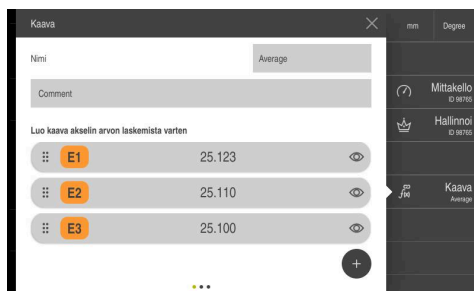 Kaava
mm
Degree
Nimi
Average
Comment
Mittakello
ID 98765
Hallinnoi
ID 98765
Luo kaava akselin arvon laskemista varten
E1
25.123
E2
25.110
E3
25.100
f(x)
Kaava
Average
+